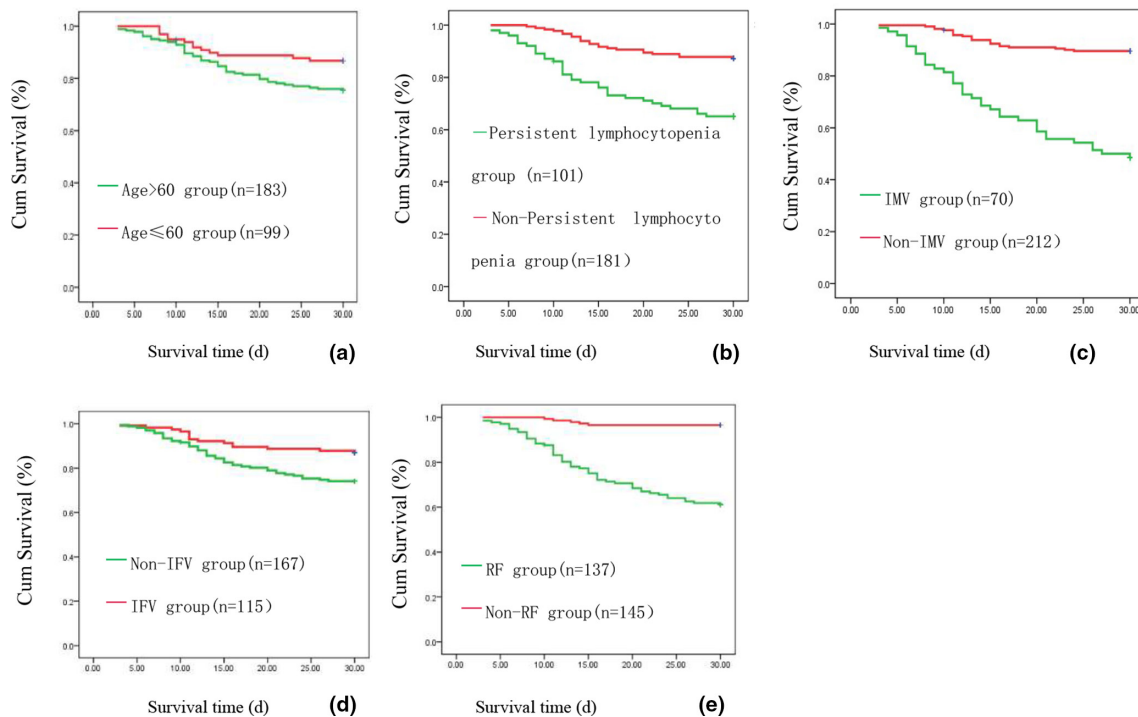 Cum Survival (%)
1.0
0.8
0.6
0.4
0.2
0.0
Age>60 group(n=183)
Age≤60 group(n=99)
0.00 5.00 10.00 15.00 20.00 25.00 30.00
Survival time (d) (a)
Cum Survival (%)
1.0
0.8
0.6
0.4
0.2
0.0
Persistent lymphocytopenia
group (n=101)
Non-Persistent lymphocyto
penia group(n=181)
0.00 5.00 10.00 15.00 20.00 25.00 30.00
Survival time (d) (b)
Cum Survival (%)
1.0
0.8
0.6
0.4
0.2
0.0
IMV group(n=70)
Non-IMV group(n=212)
0.00 5.00 10.00 15.00 20.00 25.00 30.00
Survival time (d) (c)
Cum Survival (%)
1.0
0.8
0.6
0.4
0.2
0.0
Non-IFV group(n=167)
IFV group(n=115)
0.00 5.00 10.00 15.00 20.00 25.00 30.00
Survival time (d) (d)
Cum Survival (%)
1.0
0.8
0.6
0.4
0.2
0.0
RF group(n=137)
Non-RF group(n=145)
0.00 5.00 10.00 15.00 20.00 25.00 30.00
Survival time (d) (e)